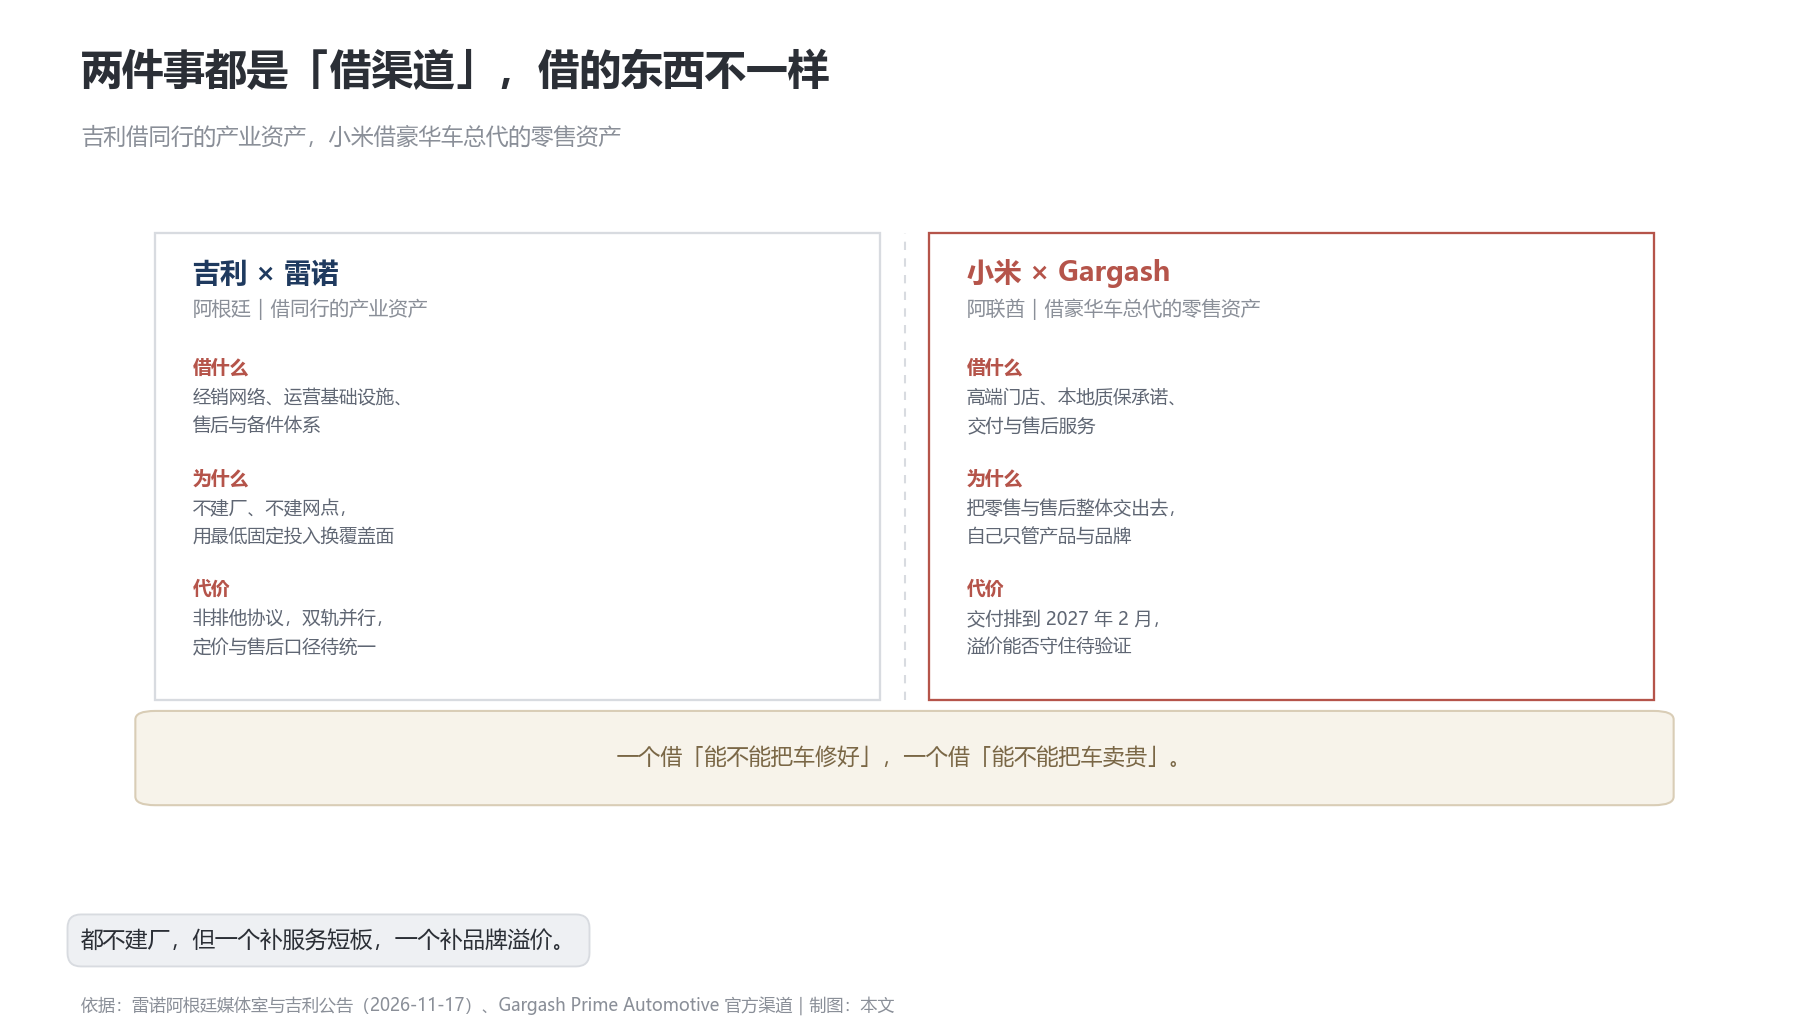 两件事都是「借渠道」，借的东西不一样
吉利借同行的产业资产，小米借豪华车总代的零售资产
吉利 × 雷诺
阿根廷｜借同行的产业资产
借什么
经销网络、运营基础设施、
售后与备件体系
为什么
不建厂、不建网点，
用最低固定投入换覆盖面
代价
非排他协议，双轨并行，
定价与售后口径待统一
小米 × Gargash
阿联酋｜借豪华车总代的零售资产
借什么
高端门店、本地质保承诺、
交付与售后服务
为什么
把零售与售后整体交出去，
自己只管产品与品牌
代价
交付排到 2027 年 2 月，
溢价能否守住待验证
一个借「能不能把车修好」，一个借「能不能把车卖贵」。
都不建厂，但一个补服务短板，一个补品牌溢价。
依据：雷诺阿根廷媒体室与吉利公告（2026-11-17）、Gargash Prime Automotive 官方渠道｜制图：本文